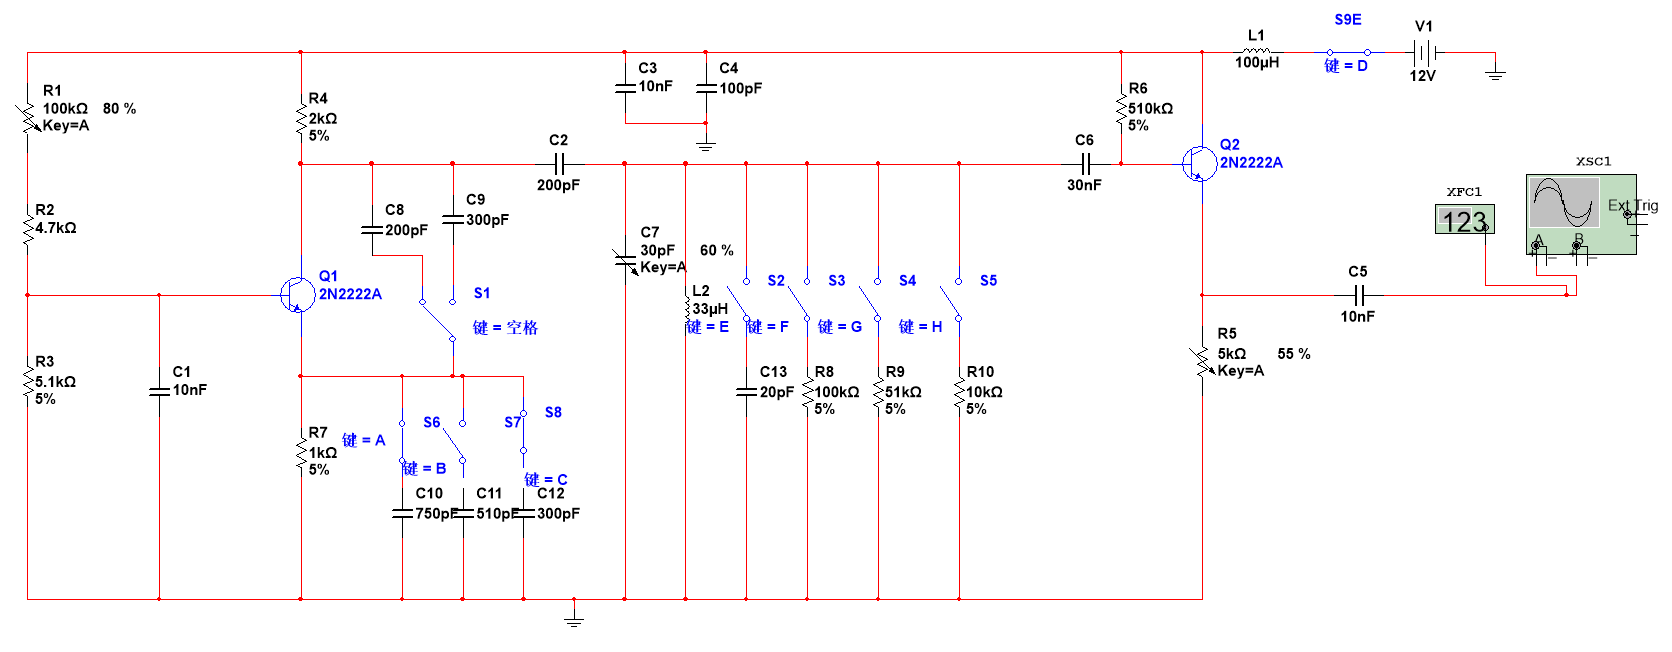 S9E
V1
L1
100µH
键 = D
12V
R1
100kΩ 80 %
Key=A
R4
2kΩ
5%
C3
10nF
C4
100pF
R6
510kΩ
5%
C2
200pF
C6
30nF
Q2
2N2222A
XSC1
Ext Trig
A
B
XFC1
123
R2
4.7kΩ
C8
200pF
C9
300pF
C7
30pF 60 %
Key=A
Q1
2N2222A
S1
键 = 空格
L2
33µH
S2
键 = E
S3
键 = F
S4
键 = G
S5
键 = H
C5
10nF
R5
5kΩ 55 %
Key=A
R3
5.1kΩ
5%
C1
10nF
C13
20pF
R8
100kΩ
5%
R9
51kΩ
5%
R10
10kΩ
5%
R7
1kΩ
5%
S6
键 = A
S7
键 = B
S8
键 = C
C10
750pF
C11
510pF
C12
300pF